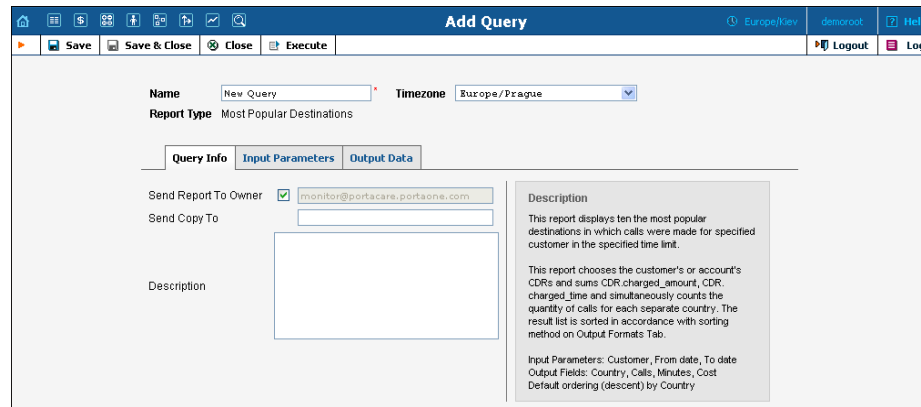 Add Query
Europe/Kiev
demoroot
? Hel
Save
Save & Close
Close
Execute
Logout
Log
Name
New Query
*
Timezone
Europe/Prague
Report Type
Most Popular Destinations
Query Info
Input Parameters
Output Data
Send Report To Owner
monitor@portacare.portaone.com
Send Copy To
Description
Description
This report displays ten the most popular
destinations in which calls were made for specified
customer in the specified time limit.
This report chooses the customer's or account's
CDRs and sums CDR.charged_amount, CDR.
charged_time and simultaneously counts the
quantity of calls for each separate country. The
result list is sorted in accordance with sorting
method on Output Formats Tab.
Input Parameters: Customer, From date, To date
Output Fields: Country, Calls, Minutes, Cost
Default ordering (descent) by Country